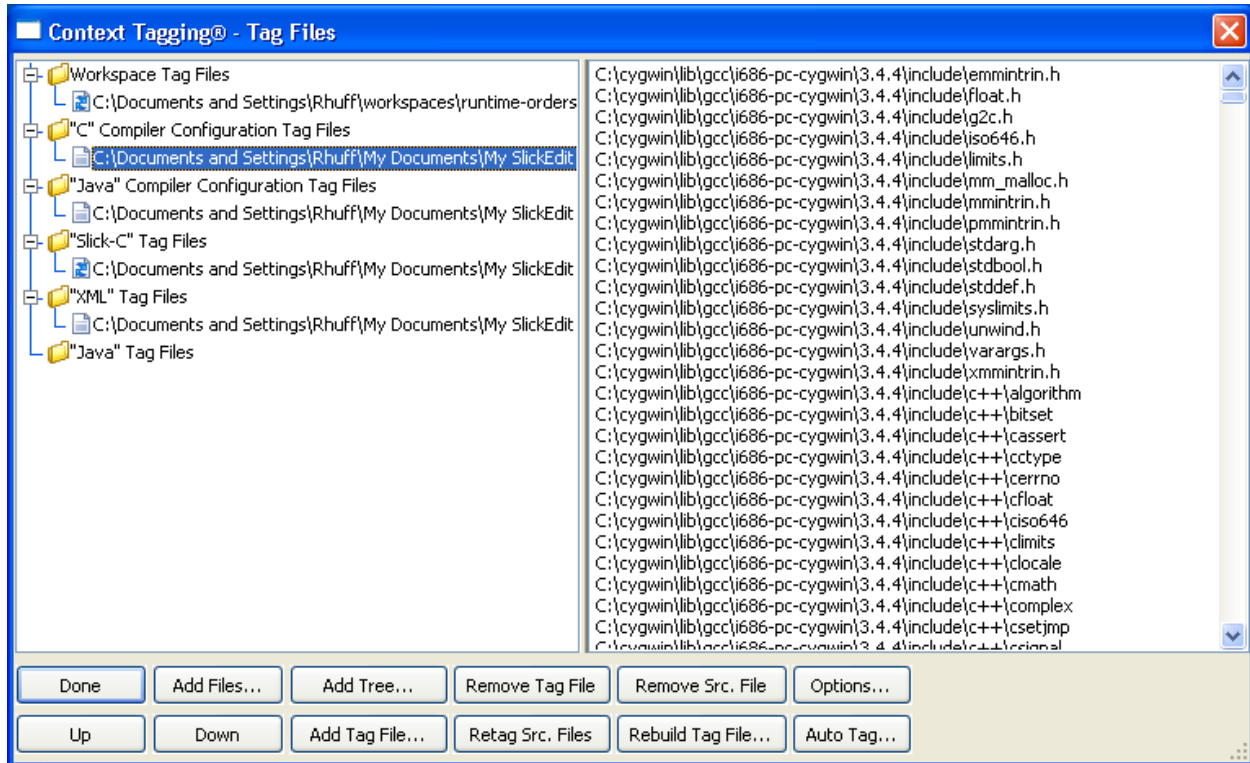 Context Tagging® - Tag Files
Workspace Tag Files
C:\Documents and Settings\Rhuff\workspaces\runtime-orders
"C" Compiler Configuration Tag Files
C:\Documents and Settings\Rhuff\My Documents\My SlickEdit
"Java" Compiler Configuration Tag Files
C:\Documents and Settings\Rhuff\My Documents\My SlickEdit
"Slick-C" Tag Files
C:\Documents and Settings\Rhuff\My Documents\My SlickEdit
"XML" Tag Files
C:\Documents and Settings\Rhuff\My Documents\My SlickEdit
"Java" Tag Files
C:\cygwin\lib\gcc\i686-pc-cygwin\3.4.4\include\emmintrin.h
C:\cygwin\lib\gcc\i686-pc-cygwin\3.4.4\include\float.h
C:\cygwin\lib\gcc\i686-pc-cygwin\3.4.4\include\g2c.h
C:\cygwin\lib\gcc\i686-pc-cygwin\3.4.4\include\iso646.h
C:\cygwin\lib\gcc\i686-pc-cygwin\3.4.4\include\limits.h
C:\cygwin\lib\gcc\i686-pc-cygwin\3.4.4\include\mm_malloc.h
C:\cygwin\lib\gcc\i686-pc-cygwin\3.4.4\include\mmintrin.h
C:\cygwin\lib\gcc\i686-pc-cygwin\3.4.4\include\pmmintrin.h
C:\cygwin\lib\gcc\i686-pc-cygwin\3.4.4\include\stdarg.h
C:\cygwin\lib\gcc\i686-pc-cygwin\3.4.4\include\stdbool.h
C:\cygwin\lib\gcc\i686-pc-cygwin\3.4.4\include\stddef.h
C:\cygwin\lib\gcc\i686-pc-cygwin\3.4.4\include\syslimits.h
C:\cygwin\lib\gcc\i686-pc-cygwin\3.4.4\include\unwind.h
C:\cygwin\lib\gcc\i686-pc-cygwin\3.4.4\include\varargs.h
C:\cygwin\lib\gcc\i686-pc-cygwin\3.4.4\include\xmmintrin.h
C:\cygwin\lib\gcc\i686-pc-cygwin\3.4.4\include\c++\algorithm
C:\cygwin\lib\gcc\i686-pc-cygwin\3.4.4\include\c++\bitset
C:\cygwin\lib\gcc\i686-pc-cygwin\3.4.4\include\c++\cassert
C:\cygwin\lib\gcc\i686-pc-cygwin\3.4.4\include\c++\cctype
C:\cygwin\lib\gcc\i686-pc-cygwin\3.4.4\include\c++\cerrno
C:\cygwin\lib\gcc\i686-pc-cygwin\3.4.4\include\c++\cfloat
C:\cygwin\lib\gcc\i686-pc-cygwin\3.4.4\include\c++\ciso646
C:\cygwin\lib\gcc\i686-pc-cygwin\3.4.4\include\c++\climits
C:\cygwin\lib\gcc\i686-pc-cygwin\3.4.4\include\c++\clocale
C:\cygwin\lib\gcc\i686-pc-cygwin\3.4.4\include\c++\cmath
C:\cygwin\lib\gcc\i686-pc-cygwin\3.4.4\include\c++\complex
C:\cygwin\lib\gcc\i686-pc-cygwin\3.4.4\include\c++\csetjmp
C:\cygwin\lib\gcc\i686-pc-cygwin\3.4.4\include\c++\csignal
Done Add Files... Add Tree... Remove Tag File Remove Src. File Options...
Up Down Add Tag File... Retag Src. Files Rebuild Tag File... Auto Tag...